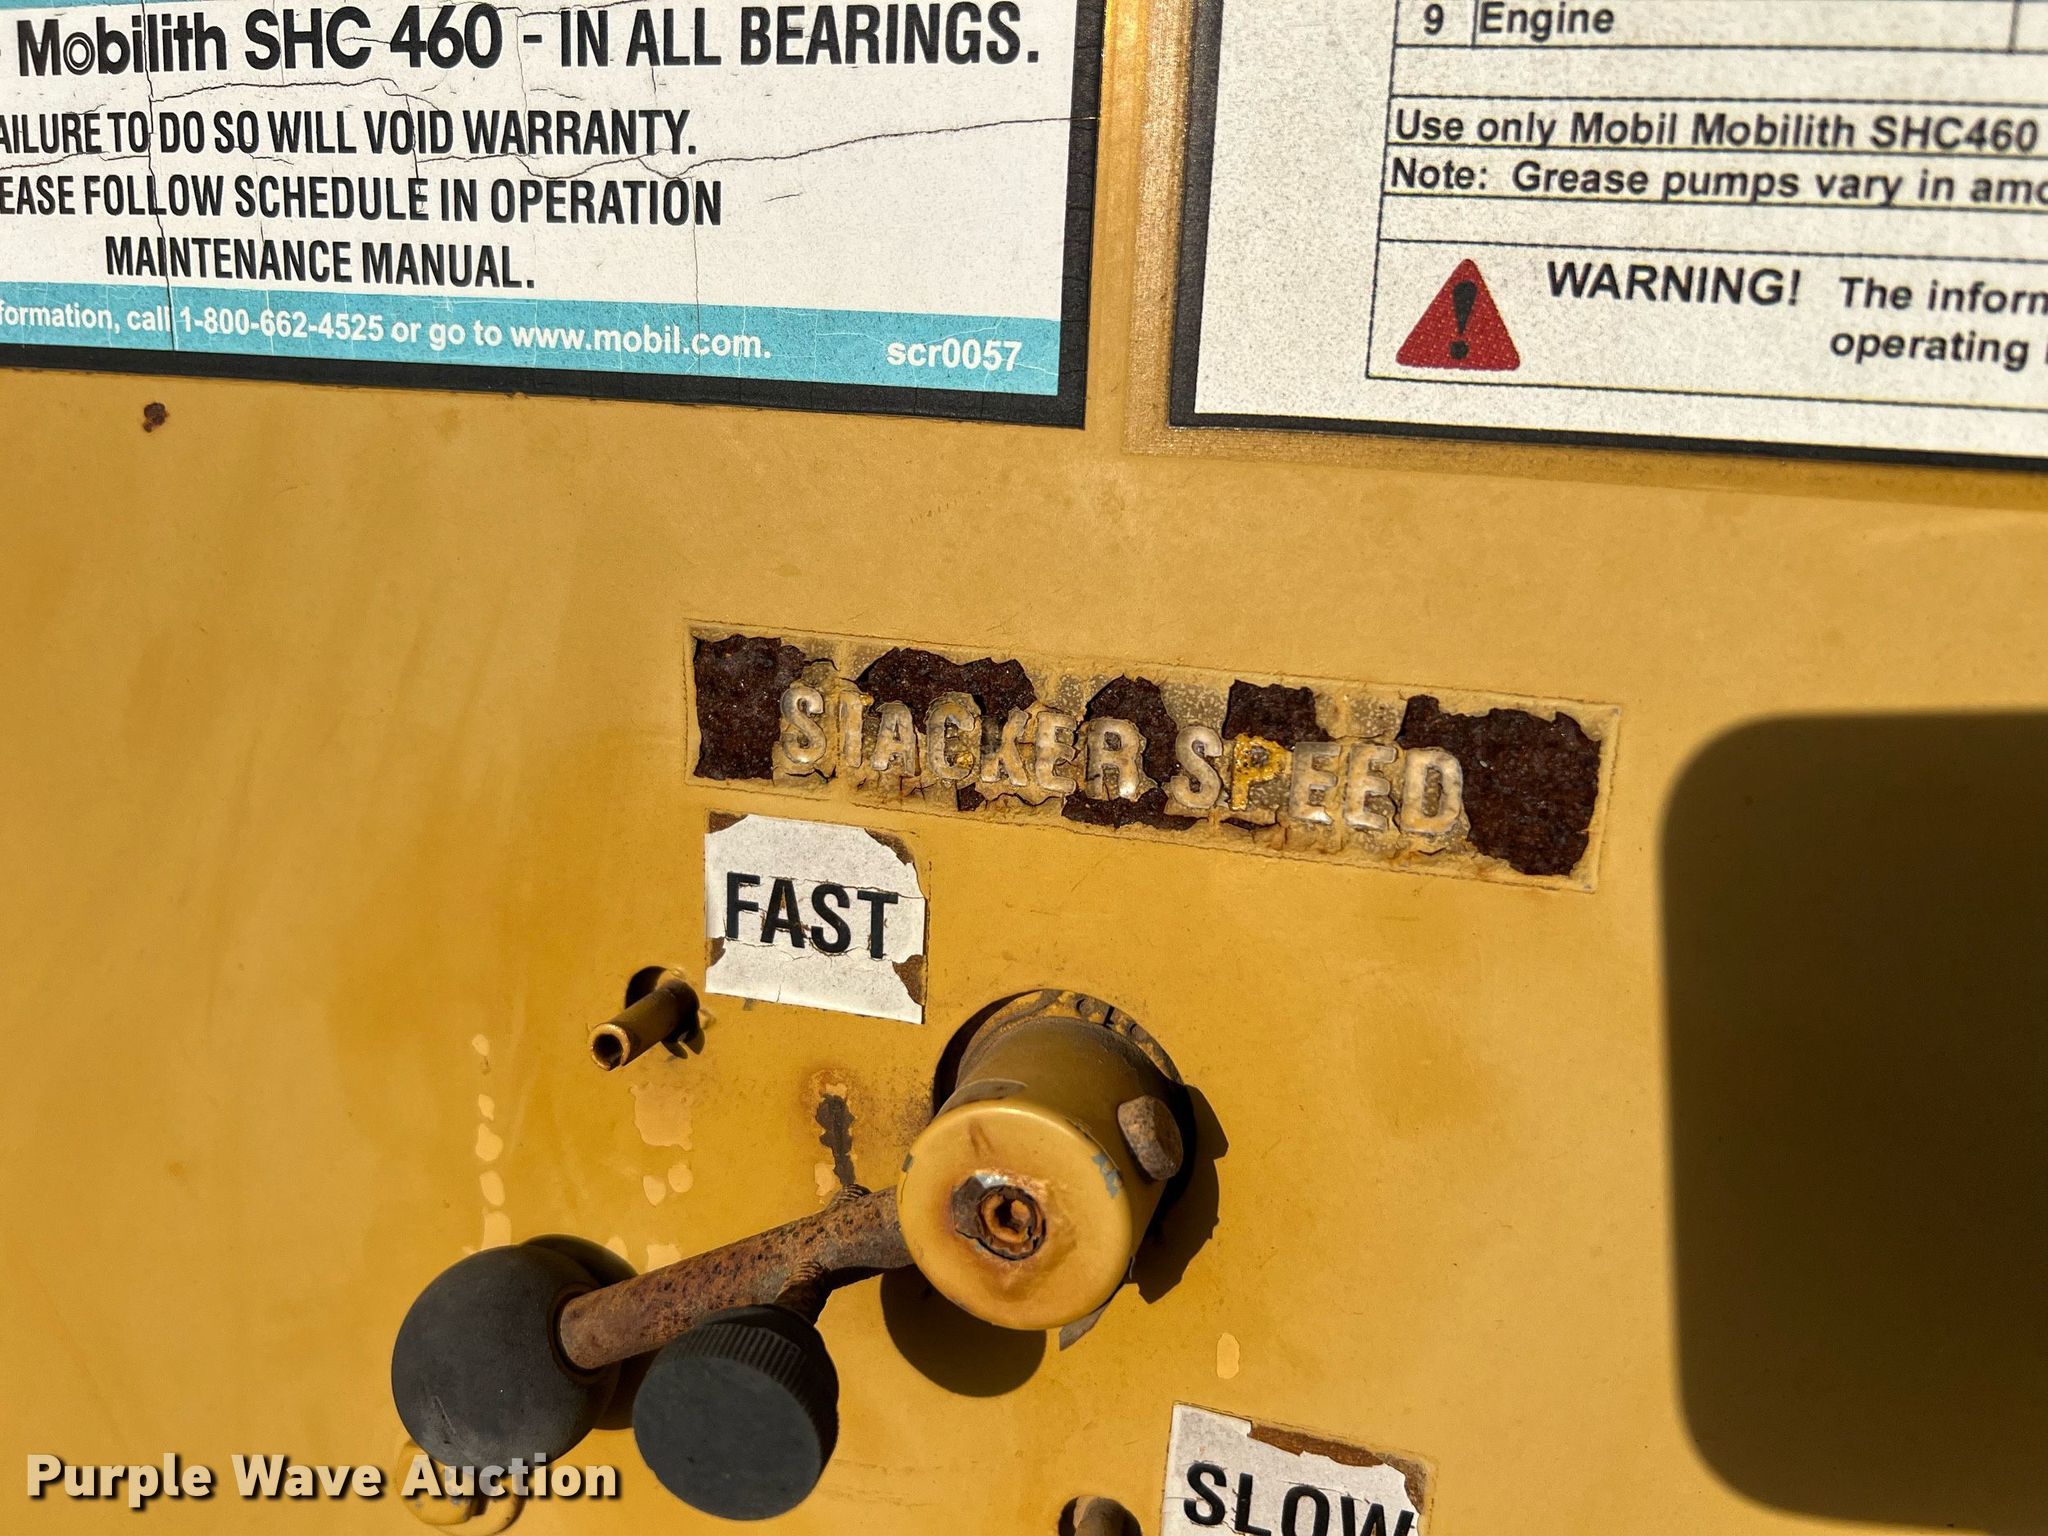 Mobilith SHC 460 - IN ALL BEARINGS.
AILURE TO DO SO WILL VOID WARRANTY.
EASE FOLLOW SCHEDULE IN OPERATION
MAINTENANCE MANUAL.
formation, call 1-800-662-4525 or go to www.mobil.com.
scr0057
9 Engine
Use only Mobil Mobilith SHC460
Note: Grease pumps vary in amo
WARNING! The inform
operating
STACKER SPEED
FAST
SLOW
Purple Wave Auction